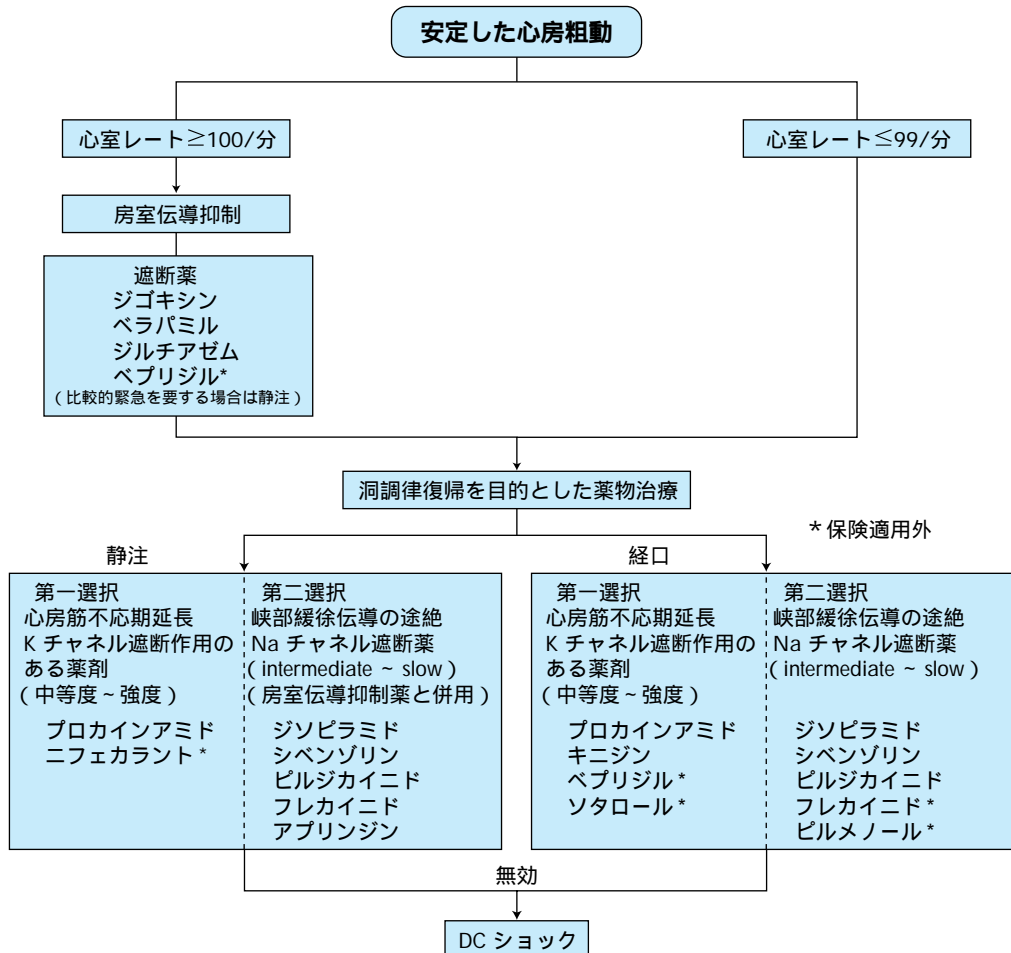 安定した心房粗動
心室レート≧100/分
心室レート≦99/分
房室伝導抑制
遮断薬
ジゴキシン
ベラパミル
ジルチアゼム
ベプリジル*
(比較的緊急を要する場合は静注)
洞調律復帰を目的とした薬物治療
*保険適用外
静注
第一選択
心房筋不応期延長
K チャネル遮断作用の
ある薬剤
(中等度~強度)
プロカインアミド
ニフェカラント*
第二選択
峡部緩徐伝導の途絶
Na チャネル遮断薬
(intermediate ~ slow)
(房室伝導抑制薬と併用)
ジソピラミド
シベンゾリン
ピルジカイニド
フレカイニド
アプリンジン
経口
第一選択
心房筋不応期延長
K チャネル遮断作用の
ある薬剤
(中等度~強度)
プロカインアミド
キニジン
ベプリジル*
ソタロール*
第二選択
峡部緩徐伝導の途絶
Na チャネル遮断薬
(intermediate ~ slow)
ジソピラミド
シベンゾリン
ピルジカイニド
フレカイニド*
ピルメノール*
無効
DC ショック